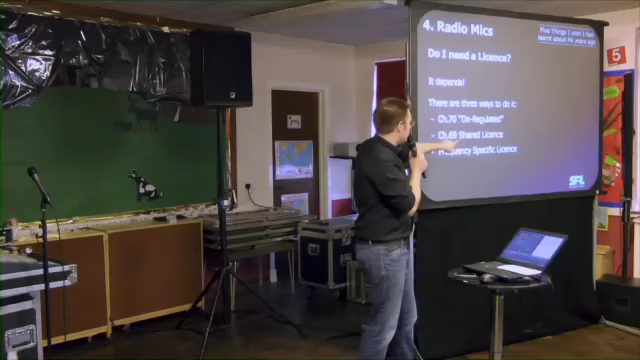 4. Radio Mics
Five Things I wish I had
learnt about PA years ago
Do I need a Licence?
It depends!
There are three ways to do it:
- Ch.70 "De-Regulated"
- Ch.69 Shared Licence
- Frequency Specific Licence
SFL
5